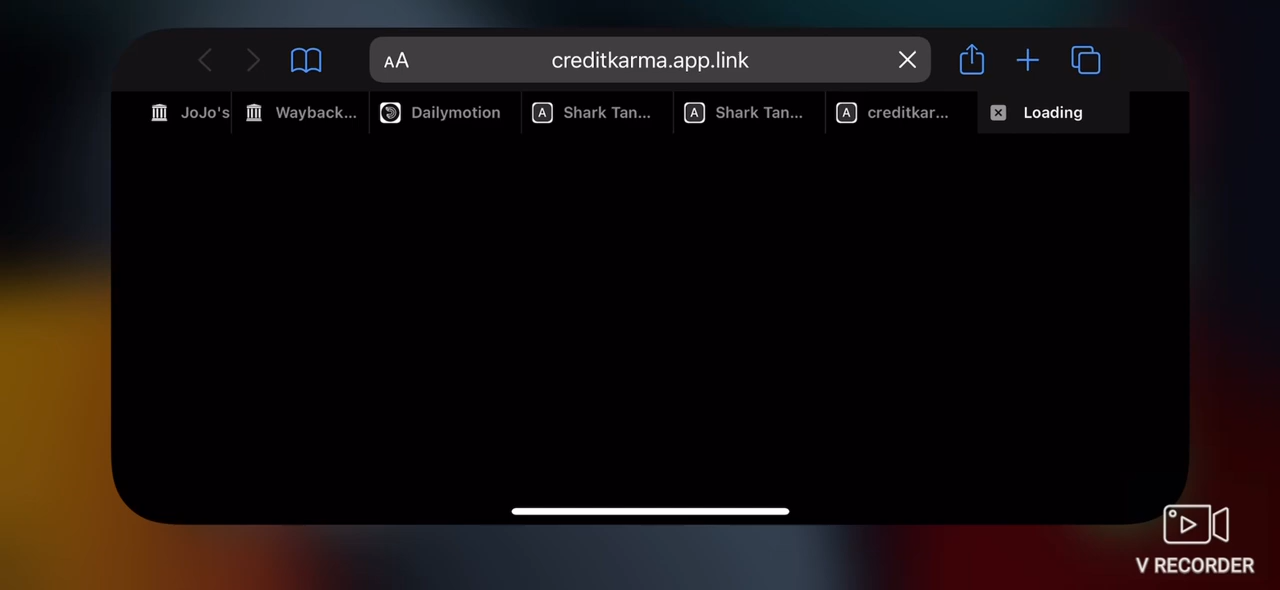 AA creditkarma.app.link
JoJo's Wayback... Dailymotion A Shark Tan... A Shark Tan... A creditkar... Loading
V RECORDER